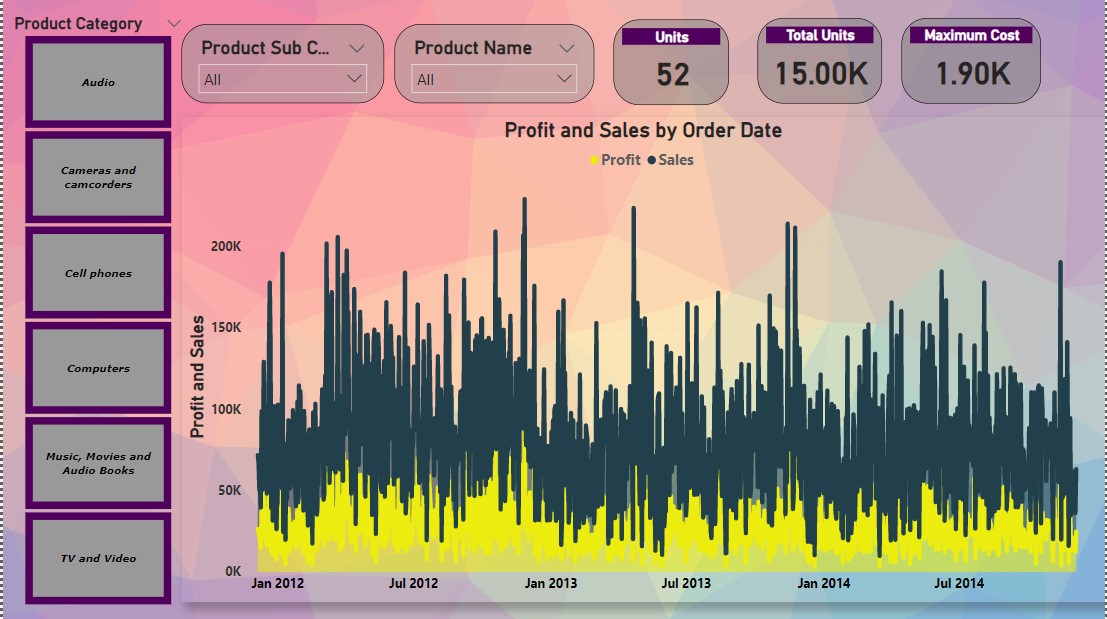 Product Category
Audio
Cameras and
camcorders
Cell phones
Computers
Music, Movies and
Audio Books
TV and Video
Product Sub C...
All
Product Name
All
Units
52
Total Units
15.00K
Maximum Cost
1.90K
Profit and Sales by Order Date
Profit Sales
Profit and Sales
200K
150K
100K
50K
0K
Jan 2012 Jul 2012 Jan 2013 Jul 2013 Jan 2014 Jul 2014